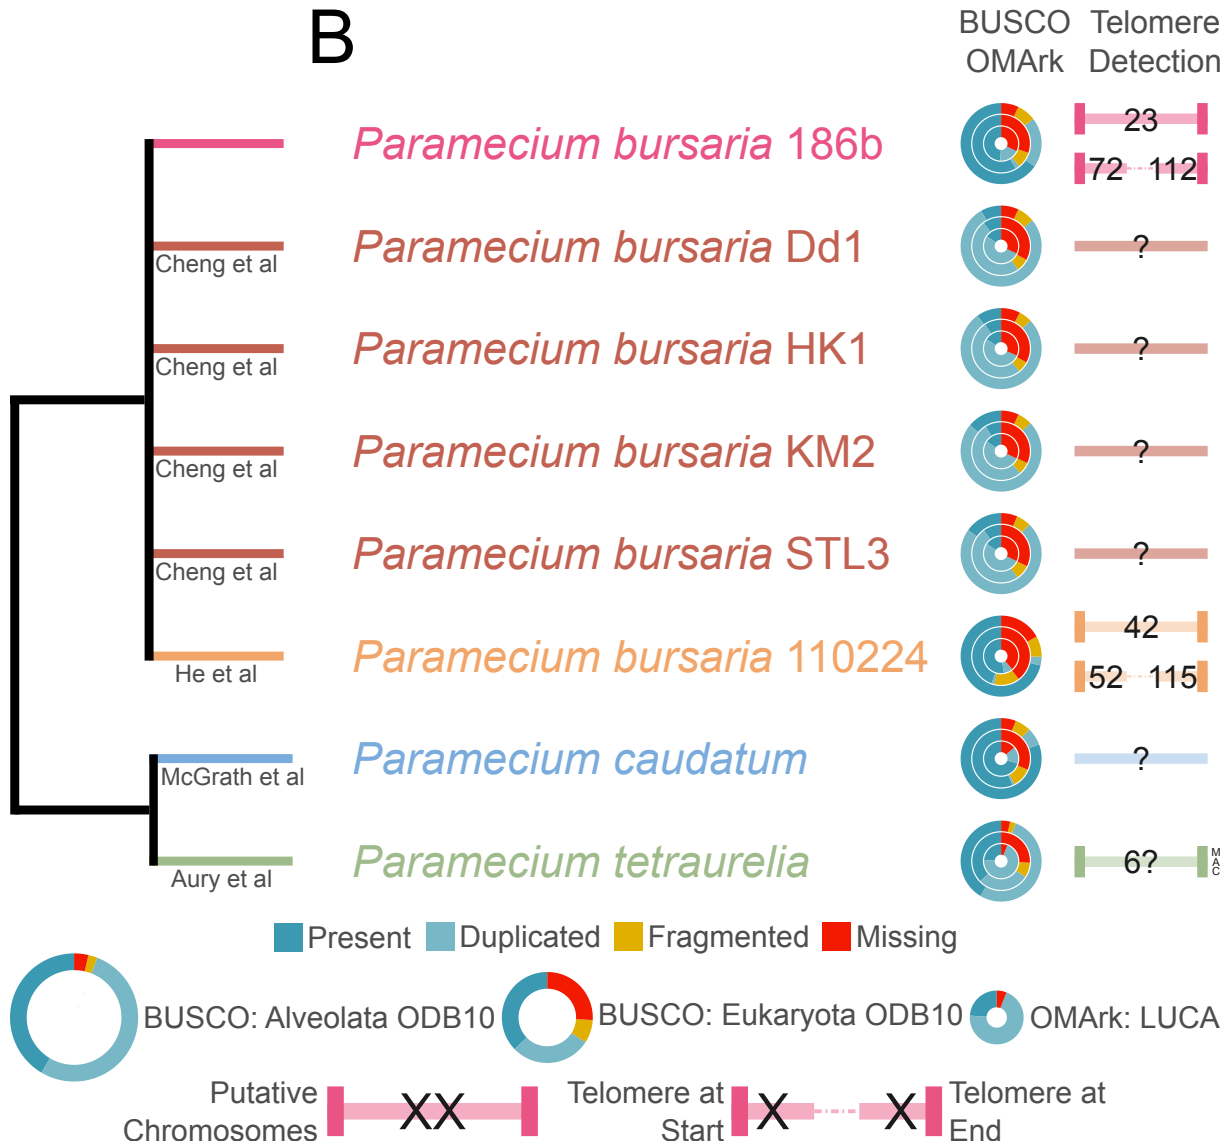 B
BUSCO Telomere
OMArk Detection
Paramecium bursaria 186b
23
72 112
Paramecium bursaria Dd1
?
Cheng et al
Paramecium bursaria HK1
?
Cheng et al
Paramecium bursaria KM2
?
Cheng et al
Paramecium bursaria STL3
?
Cheng et al
42
Paramecium bursaria 110224
He et al
52 115
Paramecium caudatum
?
McGrath et al
Paramecium tetraurelia
6?
MAC
Aury et al
Present Duplicated Fragmented Missing
BUSCO: Alveolata ODB10 BUSCO: Eukaryota ODB10 OMArk: LUCA
Putative
Chromosomes
XX
Telomere at
Start
X X
Telomere at
End